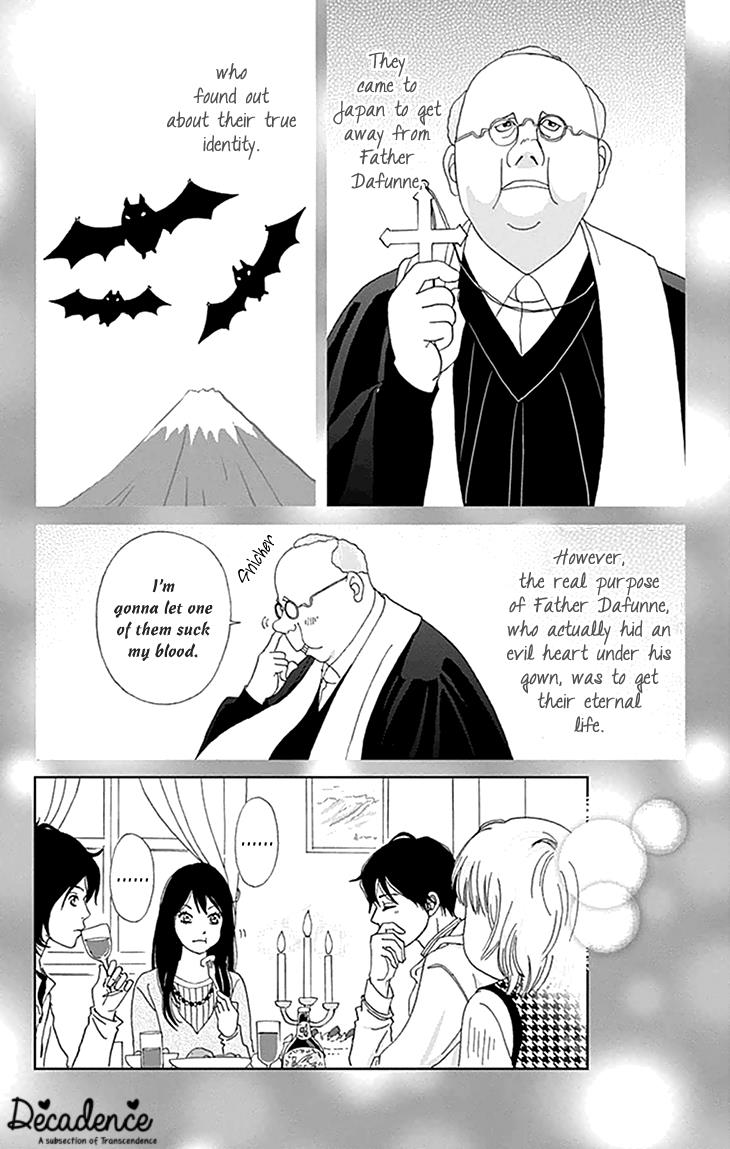 They
came to
Japan to get
away from
Father
Dafunne,
who
found out
about their true
identity.
However,
the real purpose
of Father Dafunne,
who actually hid an
evil heart under his
gown, was to get
their eternal
life.
Snicker
I'm
gonna let one
of them suck
my blood.
......
......
Decadence
A subsection of Transcendence